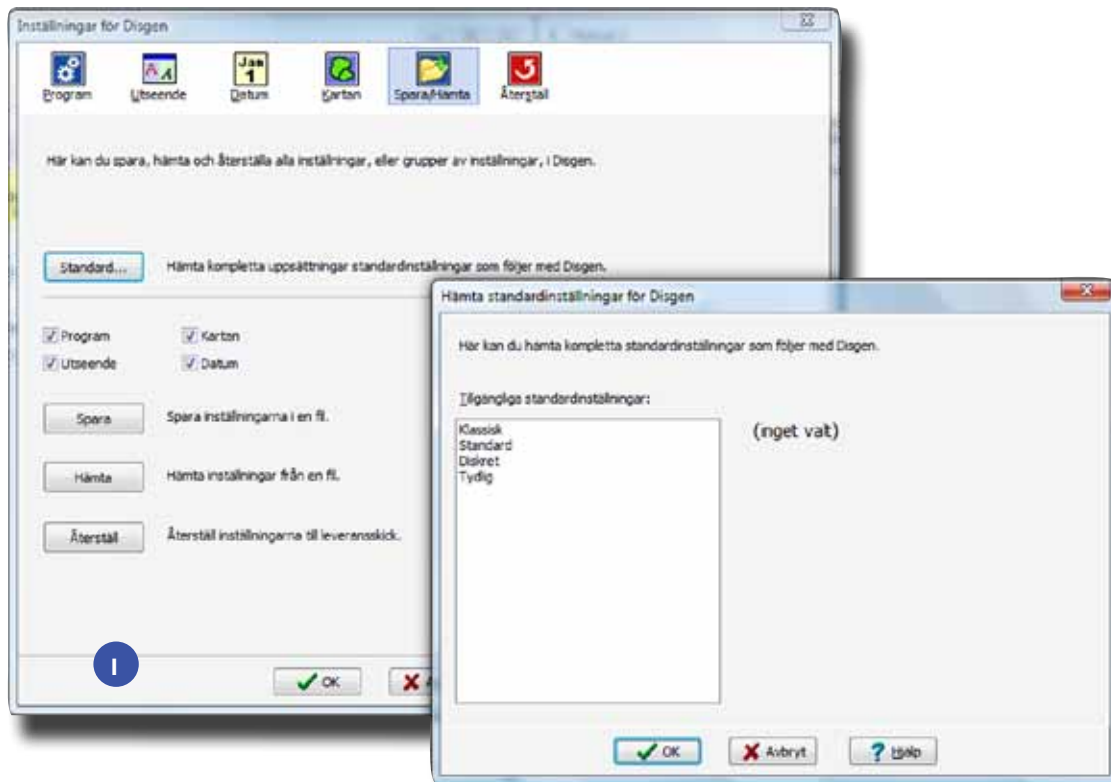 Inställningar för Disgen
Program
Utseende
Jan
1
Datum
Kartan
Spara/Hämta
Återställ
Här kan du spara, hämta och återställa alla inställningar, eller grupper av inställningar, i Disgen.
Standard...
Hämta kompletta uppsättningar standardinställningar som följer med Disgen.
Program
Kartan
Utseende
Datum
Spara
Spara inställningarna i en fil.
Hämta
Hämta inställningar från en fil.
Återställ
Återställ inställningarna till leveransskick.
I
OK
Hämta standardinställningar för Disgen
Här kan du hämta kompletta standardinställningar som följer med Disgen.
Tillgängliga standardinställningar:
Klassisk
Standard
Diskret
Tydlig
(inget valt)
OK
Avbryt
Hjälp